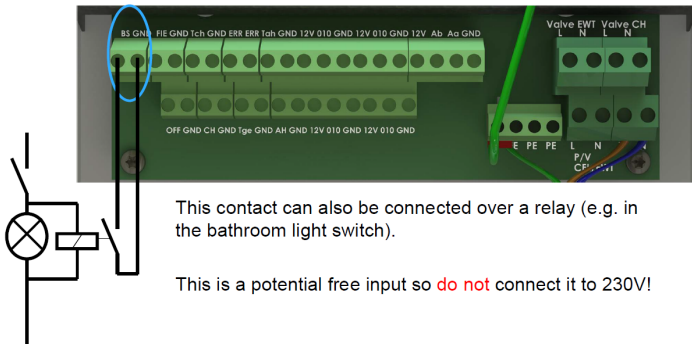 Valve EWT Valve CH
L N L N
BS GND FIE GND Tch GND ERR ERR Tah GND 12V 010 GND 12V 010 GND 12V Ab Aa GND
OFF GND CH GND Tge GND AH GND 12V 010 GND 12V 010 GND
E PE PE L N N
P/V
This contact can also be connected over a relay (e.g. in
the bathroom light switch).
This is a potential free input so do not connect it to 230V!